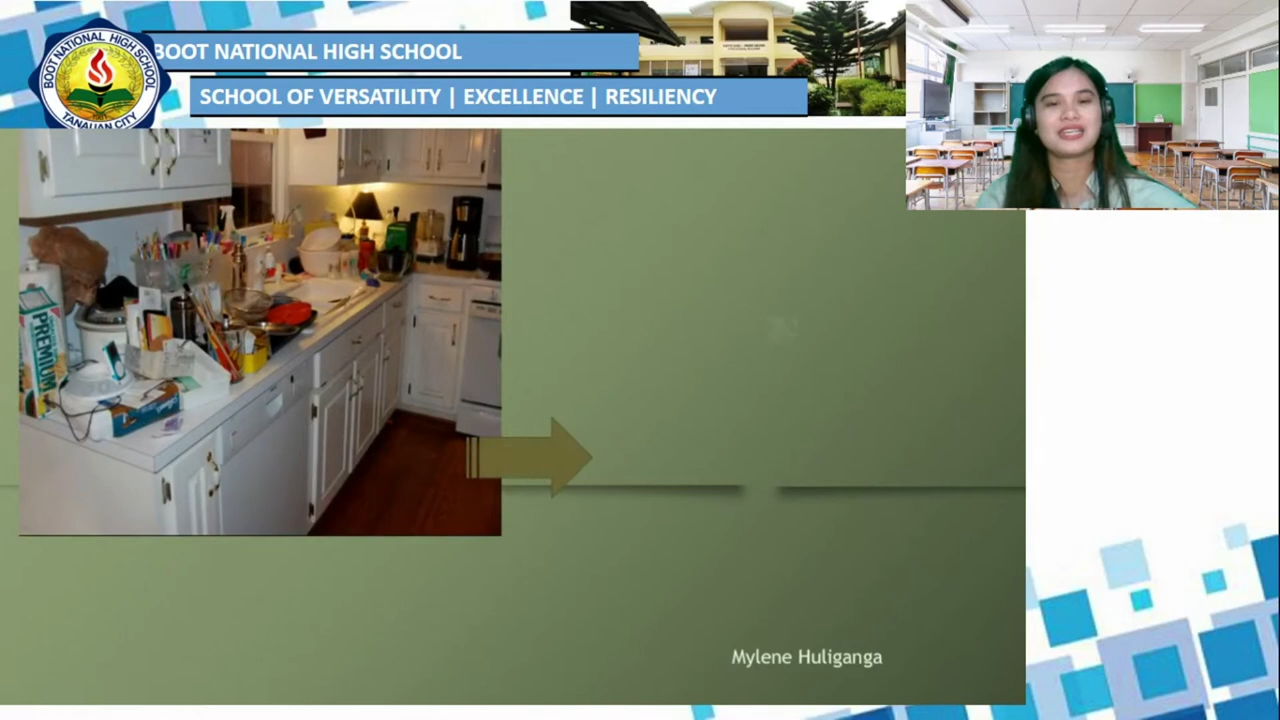 BOOT NATIONAL HIGH SCHOOL
SCHOOL OF VERSATILITY | EXCELLENCE | RESILIENCY
BOOT NATIONAL HIGH SCHOOL
TANAUAN CITY
PREMIUM
Mylene Huliganga